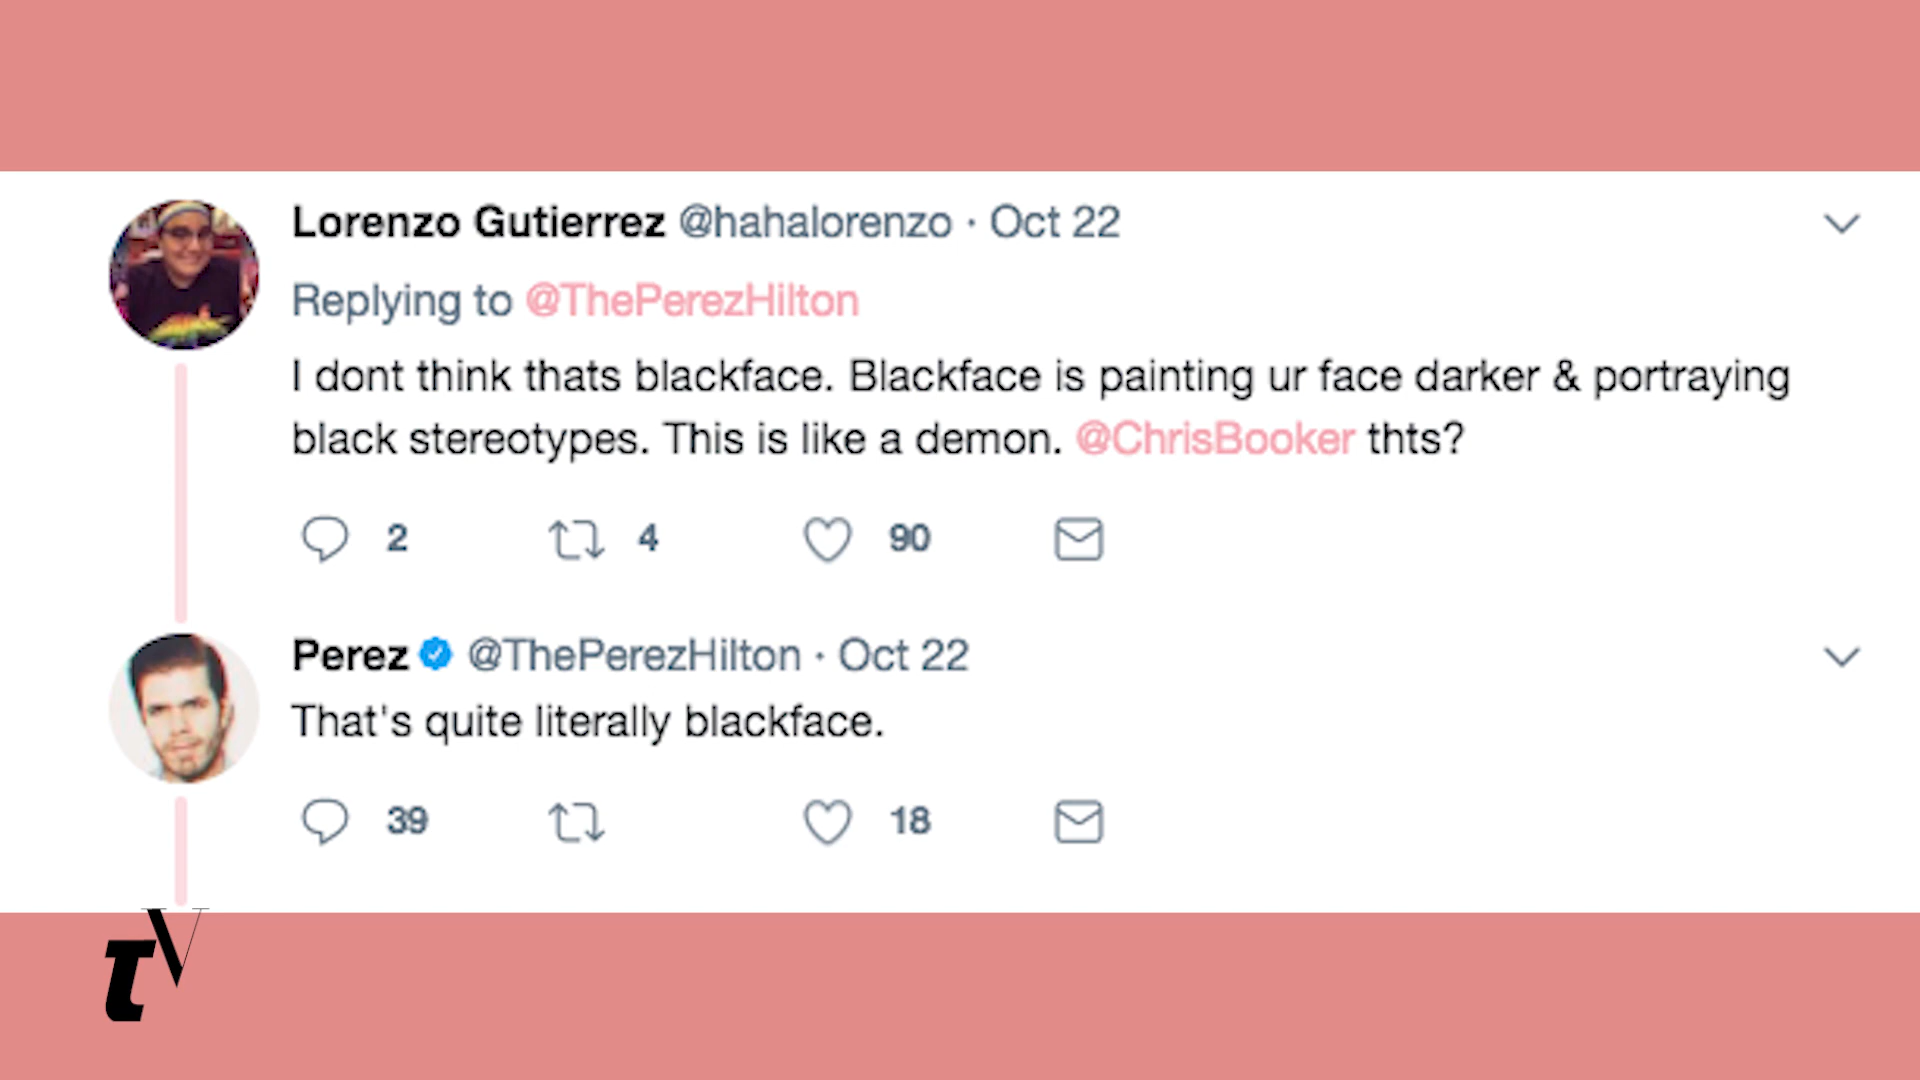 Lorenzo Gutierrez @hahalorenzo · Oct 22
Replying to @ThePerezHilton
I dont think thats blackface. Blackface is painting ur face darker & portraying
black stereotypes. This is like a demon. @ChrisBooker thts?
2 4 90
Perez @ThePerezHilton · Oct 22
That's quite literally blackface.
39 18
tV